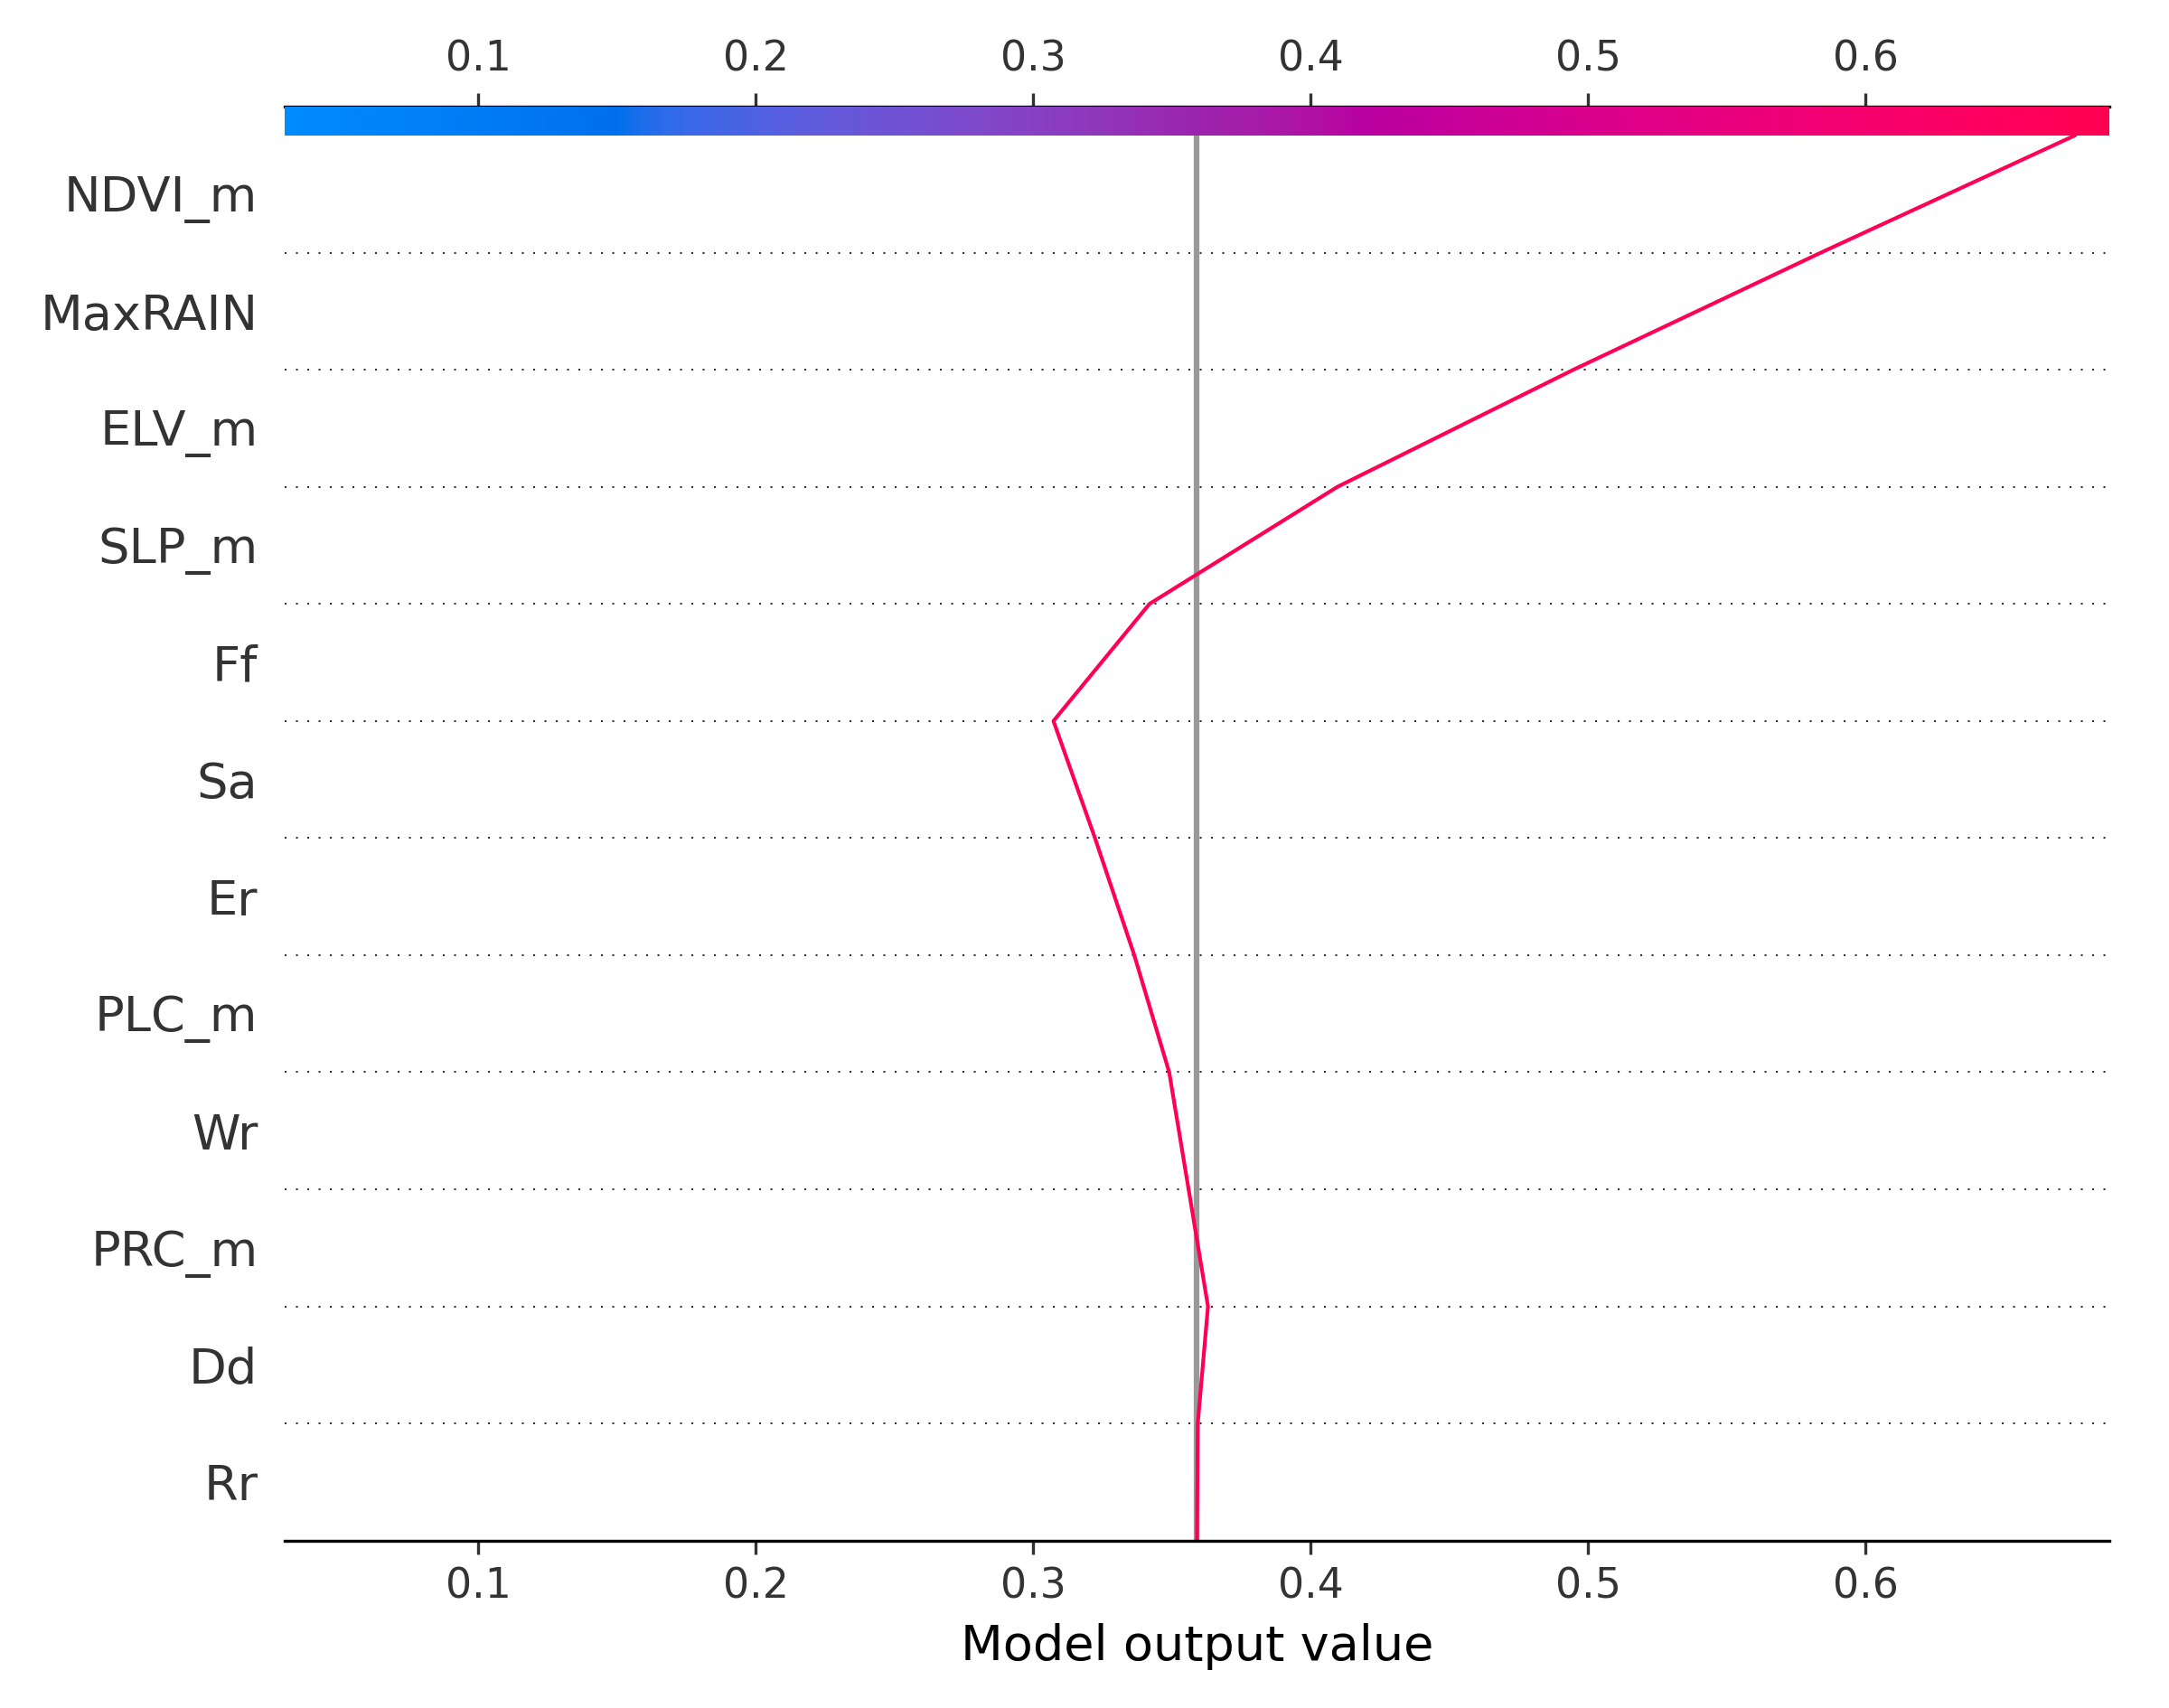 0.1 0.2 0.3 0.4 0.5 0.6
NDVI_m
MaxRAIN
ELV_m
SLP_m
Ff
Sa
Er
PLC_m
Wr
PRC_m
Dd
Rr
0.1 0.2 0.3 0.4 0.5 0.6
Model output value